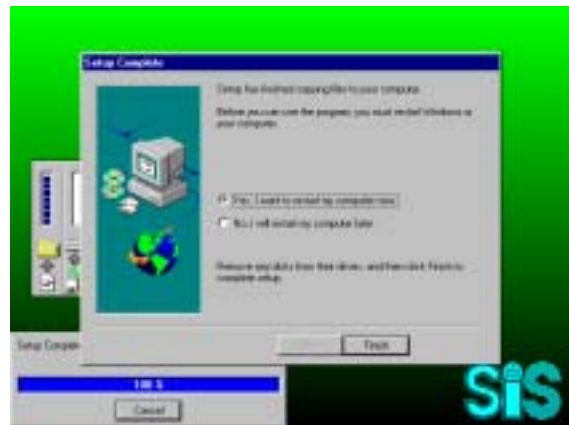 Setup Complete
Setup has finished copying files to your computer.
Before you can use the program, you must restart Windows or
your computer.
Yes, I want to restart my computer now.
No, I will restart my computer later.
Remove any disks from their drives, and then click Finish to
complete setup.
Finish
Setup Complete
100 %
Cancel
SiS